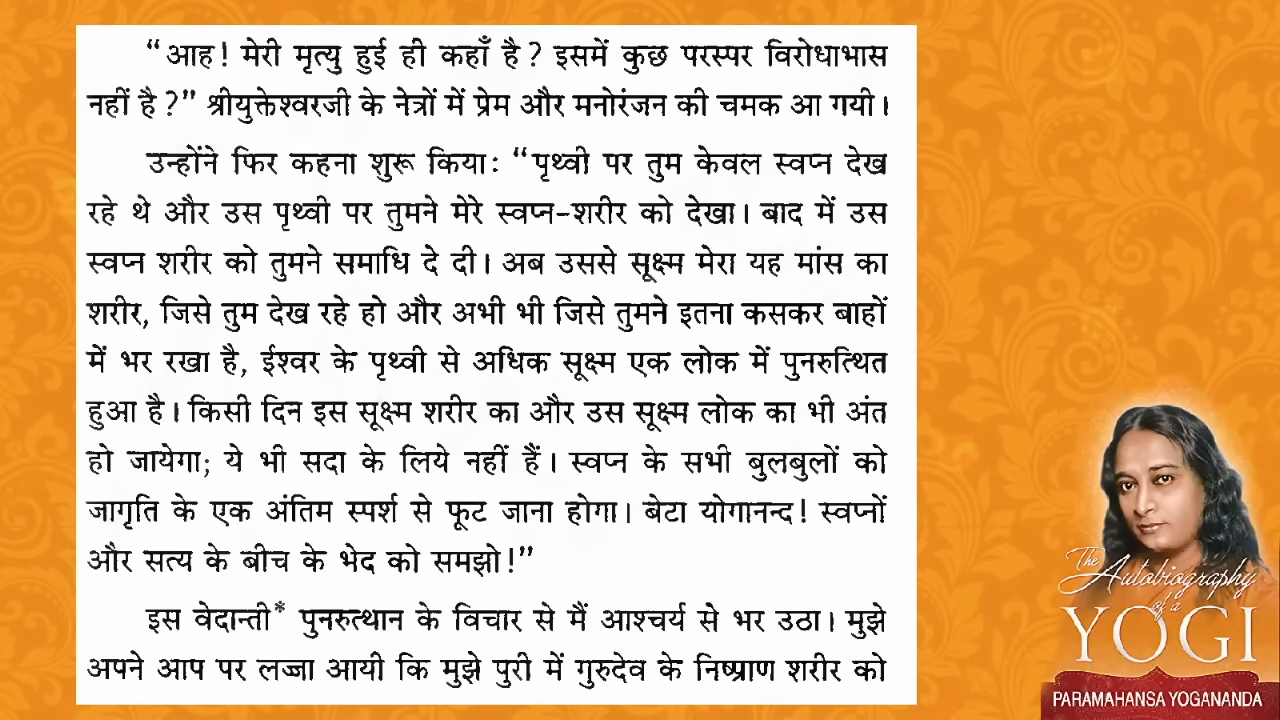 “आह! मेरी मृत्यु हुई ही कहाँ है? इसमें कुछ परस्पर विरोधाभास
नहीं है?” श्रीयुक्तेश्वरजी के नेत्रों में प्रेम और मनोरंजन की चमक आ गयी।
उन्होंने फिर कहना शुरू किया: “पृथ्वी पर तुम केवल स्वप्न देख
रहे थे और उस पृथ्वी पर तुमने मेरे स्वप्न-शरीर को देखा। बाद में उस
स्वप्न शरीर को तुमने समाधि दे दी। अब उससे सूक्ष्म मेरा यह मांस का
शरीर, जिसे तुम देख रहे हो और अभी भी जिसे तुमने इतना कसकर बाहों
में भर रखा है, ईश्वर के पृथ्वी से अधिक सूक्ष्म एक लोक में पुनरुत्थित
हुआ है। किसी दिन इस सूक्ष्म शरीर का और उस सूक्ष्म लोक का भी अंत
हो जायेगा; ये भी सदा के लिये नहीं हैं। स्वप्न के सभी बुलबुलों को
जागृति के एक अंतिम स्पर्श से फूट जाना होगा। बेटा योगानन्द! स्वप्नों
और सत्य के बीच के भेद को समझो!”
इस वेदान्ती* पुनरुत्थान के विचार से मैं आश्चर्य से भर उठा। मुझे
अपने आप पर लज्जा आयी कि मुझे पुरी में गुरुदेव के निष्प्राण शरीर को
The
Autobiography
of a
YOGI
PARAMAHANSA YOGANANDA